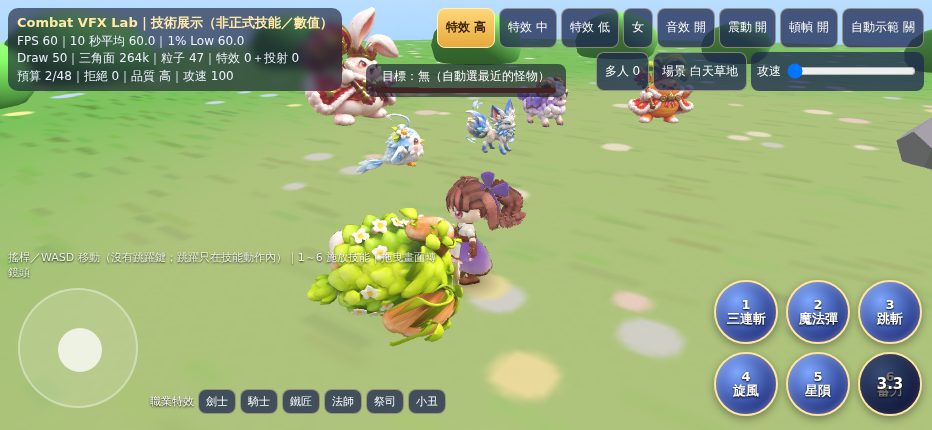 Combat VFX Lab｜技術展示（非正式技能／數值）
FPS 60｜10 秒平均 60.0｜1% Low 60.0
Draw 50｜三角面 264k｜粒子 47｜特效 0＋投射 0
預算 2/48｜拒絕 0｜品質 高｜攻速 100
特效 高
特效 中
特效 低
女
音效 開
震動 開
頓幀 開
自動示範 關
目標：無（自動選最近的怪物）
多人 0
場景 白天草地
攻速
搖桿／WASD 移動（沒有跳躍鍵；跳躍只在技能動作內）｜1~6 施放技能｜拖曳畫面轉
鏡頭
1
三連斬
2
魔法彈
3
跳斬
4
旋風
5
星隕
6
3.3
蓄力
職業特效
劍士
騎士
鐵匠
法師
祭司
小丑